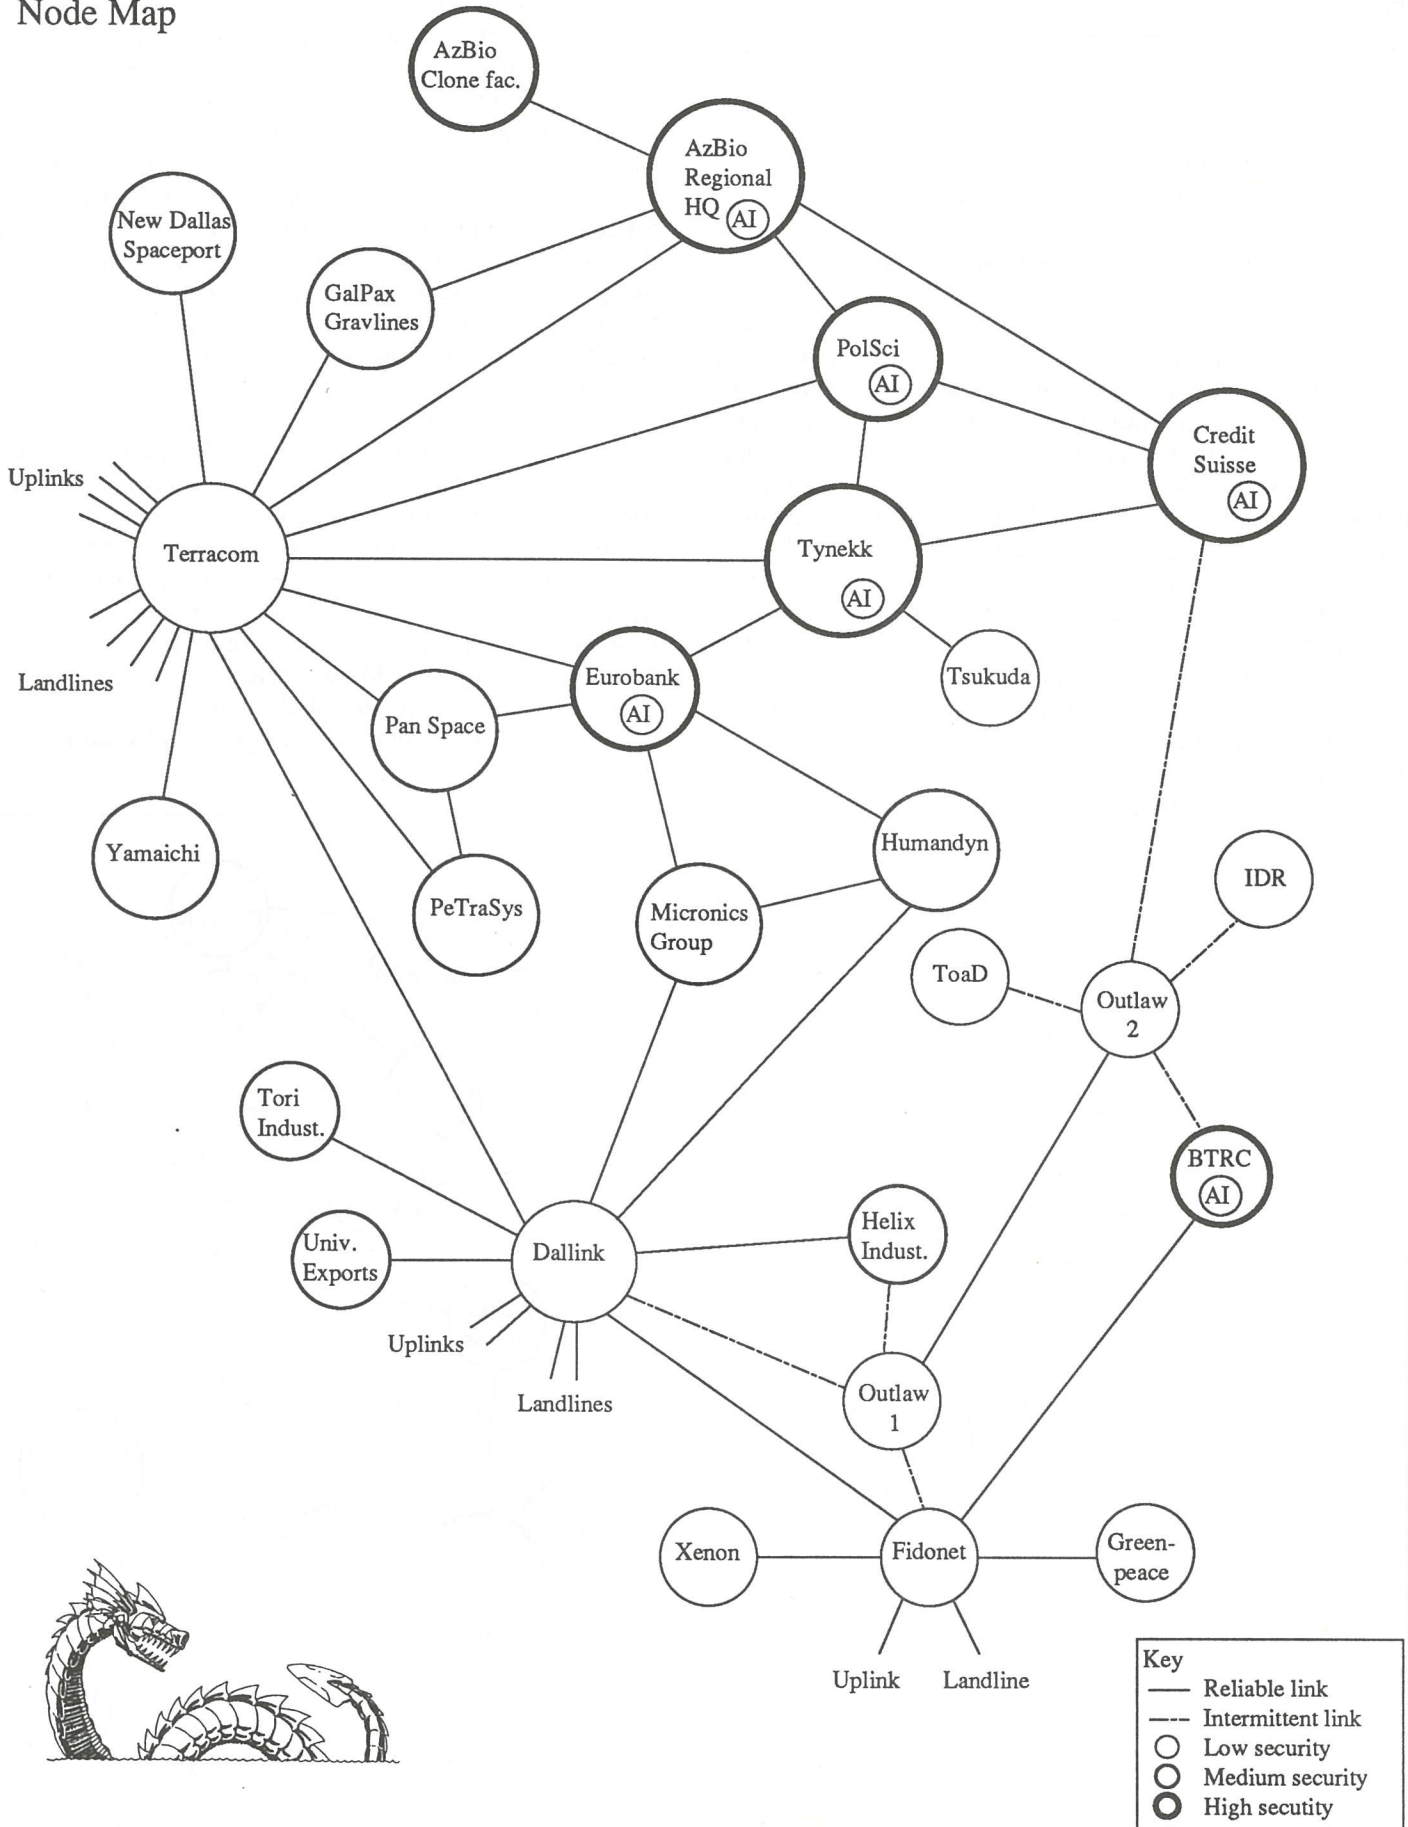 Node Map
AzBio
Clone fac.
AzBio
Regional
HQ
AI
New Dallas
Spaceport
GalPax
Gravlines
PolSci
AI
Credit
Suisse
AI
Uplinks
Terracom
Tynekk
AI
Landlines
Eurobank
AI
Tsukuda
Pan Space
Yamaichi
Humandyn
PeTraSys
Micronics
Group
IDR
ToaD
Outlaw
2
Tori
Indust.
BTRC
AI
Univ.
Exports
Dallink
Helix
Indust.
Uplinks
Landlines
Outlaw
1
Xenon
Fidonet
Green-
peace
Uplink
Landline
Key
Reliable link
Intermittent link
Low security
Medium security
High secutity